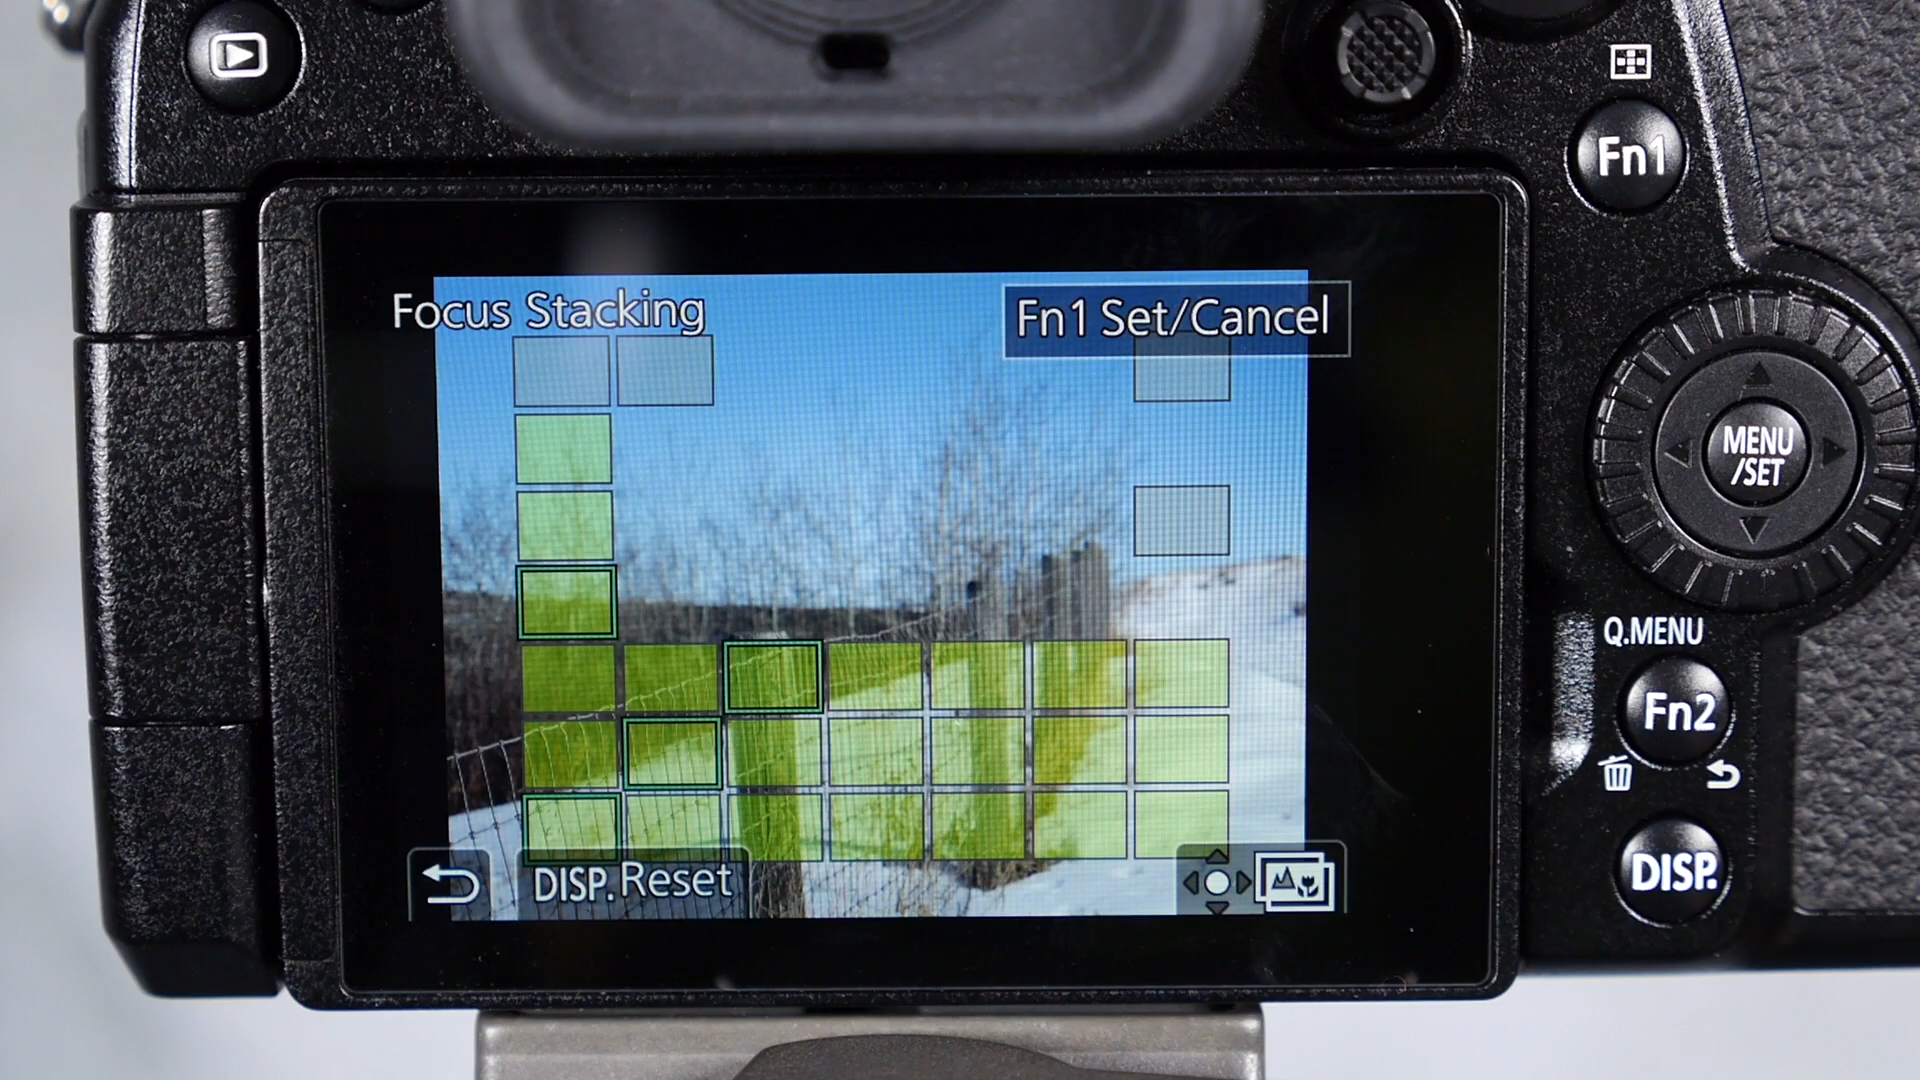 Fn1
Focus Stacking
Fn1 Set/Cancel
MENU
/SET
Q.MENU
Fn2
DISP.Reset
DISP.